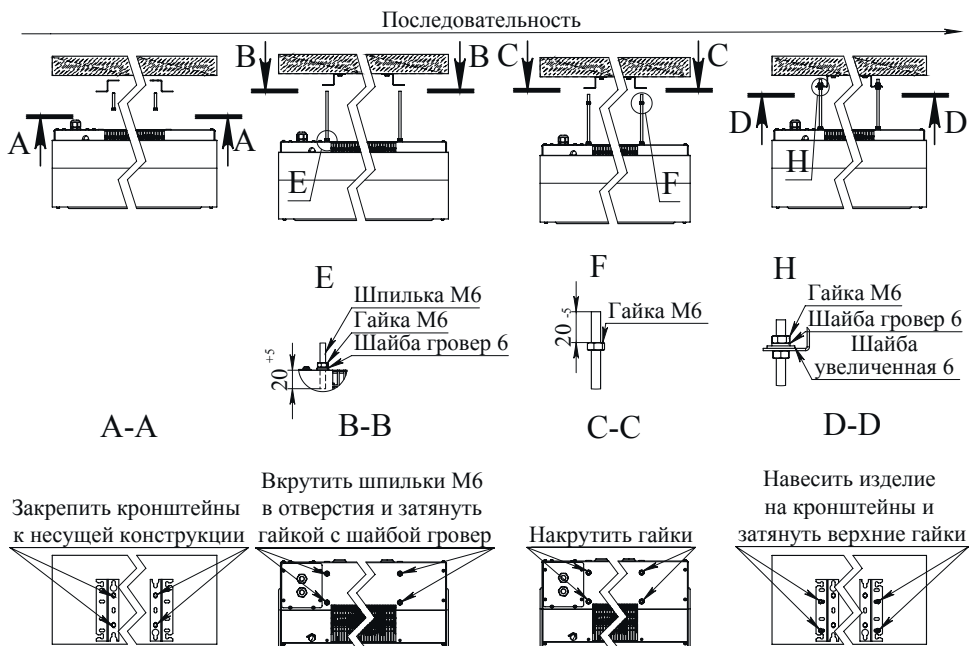 Последовательность
A
A
B
B
C
C
D
D
E
F
H
E
Шпилька М6
Гайка М6
Шайба гровер 6
20 +5
F
Гайка М6
20 -5
H
Гайка М6
Шайба гровер 6
Шайба
увеличенная 6
A-A
B-B
C-C
D-D
Закрепить кронштейны
к несущей конструкции
Вкрутить шпильки М6
в отверстия и затянуть
гайкой с шайбой гровер
Накрутить гайки
Навесить изделие
на кронштейны и
затянуть верхние гайки